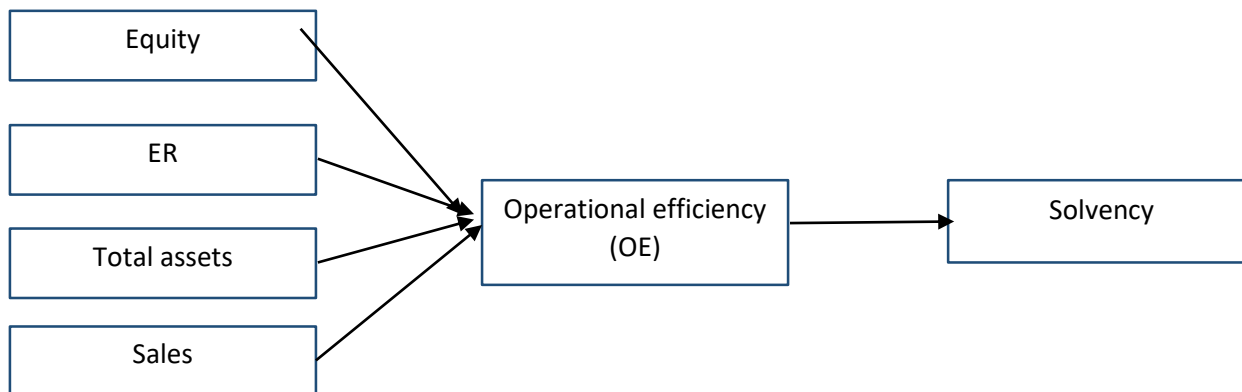 Equity
ER
Total assets
Sales
Operational efficiency
(OE)
Solvency